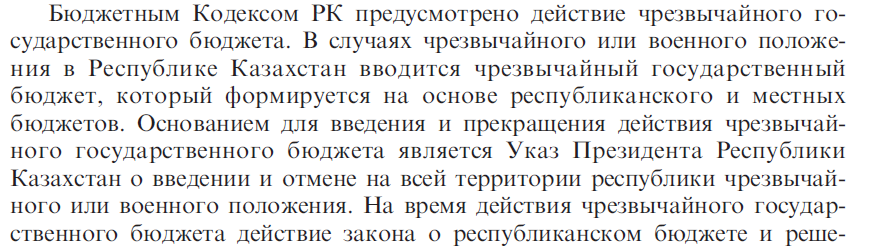 Бюджетным Кодексом РК предусмотрено действие чрезвычайного го-
сударственного бюджета. В случаях чрезвычайного или военного положе-
ния в Республике Казахстан вводится чрезвычайный государственный
бюджет, который формируется на основе республиканского и местных
бюджетов. Основанием для введения и прекращения действия чрезвычай-
ного государственного бюджета является Указ Президента Республики
Казахстан о введении и отмене на всей территории республики чрезвычай-
ного или военного положения. На время действия чрезвычайного государ-
ственного бюджета действие закона о республиканском бюджете и реше-